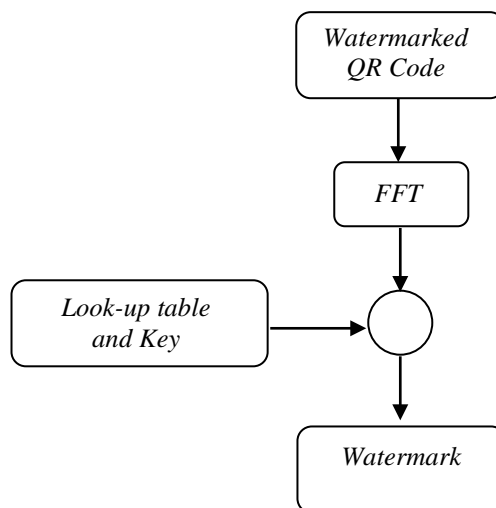 Watermarked
QR Code
FFT
Look-up table
and Key
Watermark